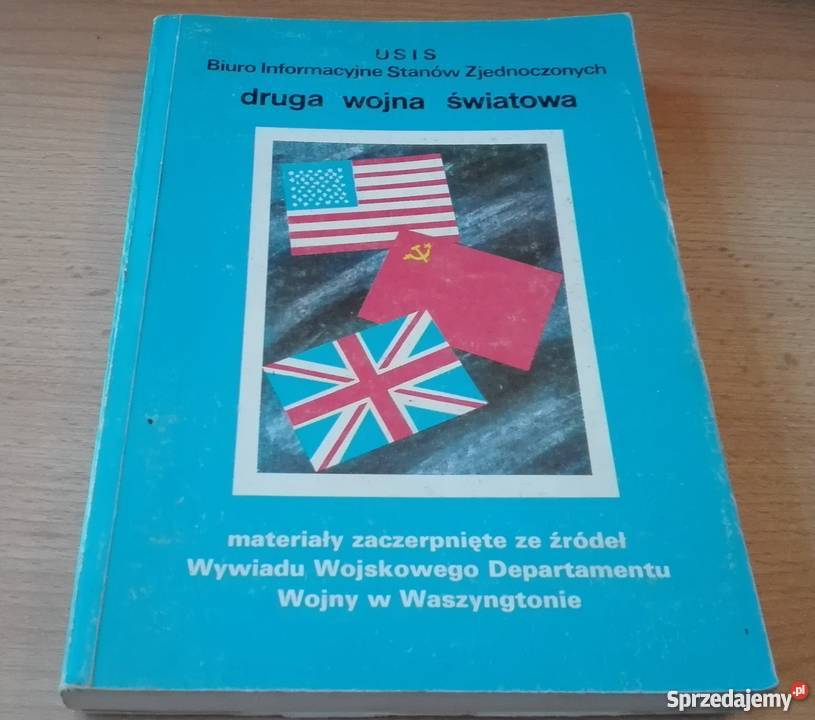 USIS
Biuro Informacyjne Stanów Zjednoczonych
druga wojna światowa
materiały zaczerpnięte ze źródeł
Wywiadu Wojskowego Departamentu
Wojny w Waszyngtonie
Sprzedajemy.pl